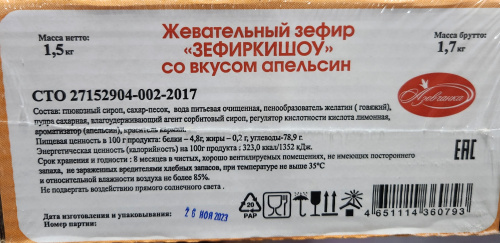 Масса нетто:
1,5кг
Жевательный зефир
«ЗЕФИРКИШОУ»
со вкусом апельсин
Масса брутто:
1,7кг
СТО 27152904-002-2017
Состав: глюкозный сироп, сахар-песок, вода питьевая очищенная, пенообразователь желатин ( говяжий),
пудра сахарная, влагоудерживающий агент сорбитовый сироп, регулятор кислотности кислота лимонная,
ароматизатор (апельсин), краситель кармин.
Пищевая ценность в 100 г продукта: белки – 4,8г, жиры – 0,2 г, углеводы-78,9 г.
Энергетическая ценность (калорийность) на 100г продукта : 323,0 ккал/1352 кДж.
Срок хранения и годности : 8 месяцев в чистых, хорошо вентилируемых помещениях, не имеющих постороннего
запаха, не зараженных вредителями хлебных запасов, при температуре не выше 35°С
и относительной влажности воздуха не более 85%.
Не подвергать воздействию прямого солнечного света .
Дата изготовления и упаковывания:
26 НОЯ 2023
Номер партии:
20
PAP
EAC
4 651114 360793